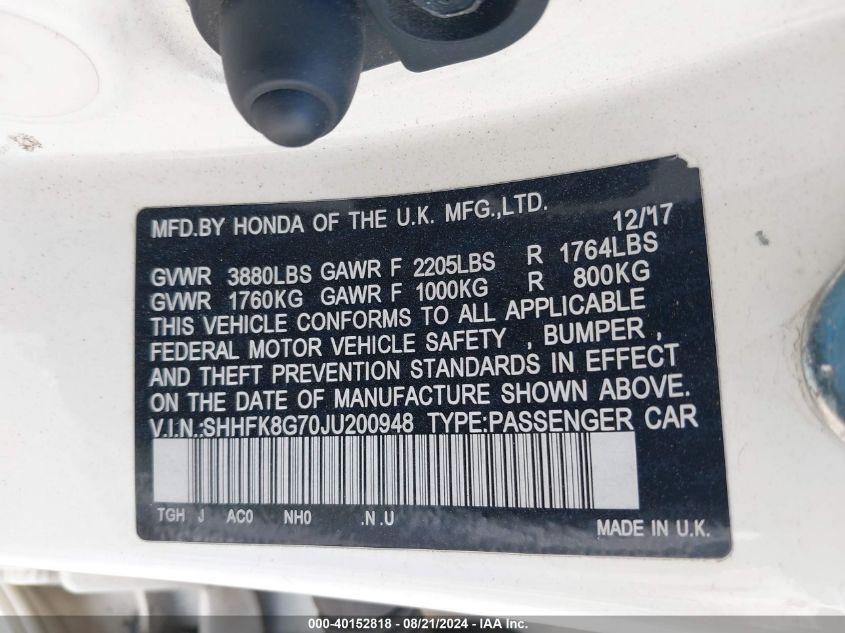 MFD.BY HONDA OF THE U.K. MFG.,LTD. 12/'17
GVWR 3880LBS GAWR F 2205LBS R 1764LBS
GVWR 1760KG GAWR F 1000KG R 800KG
THIS VEHICLE CONFORMS TO ALL APPLICABLE
FEDERAL MOTOR VEHICLE SAFETY , BUMPER ,
AND THEFT PREVENTION STANDARDS IN EFFECT
ON THE DATE OF MANUFACTURE SHOWN ABOVE.
V.I.N.:SHHFK8G70JU200948 TYPE:PASSENGER CAR
TGH J AC0 NH0 .N .U
MADE IN U.K.
000-40152818 - 08/21/2024 - IAA, Inc.